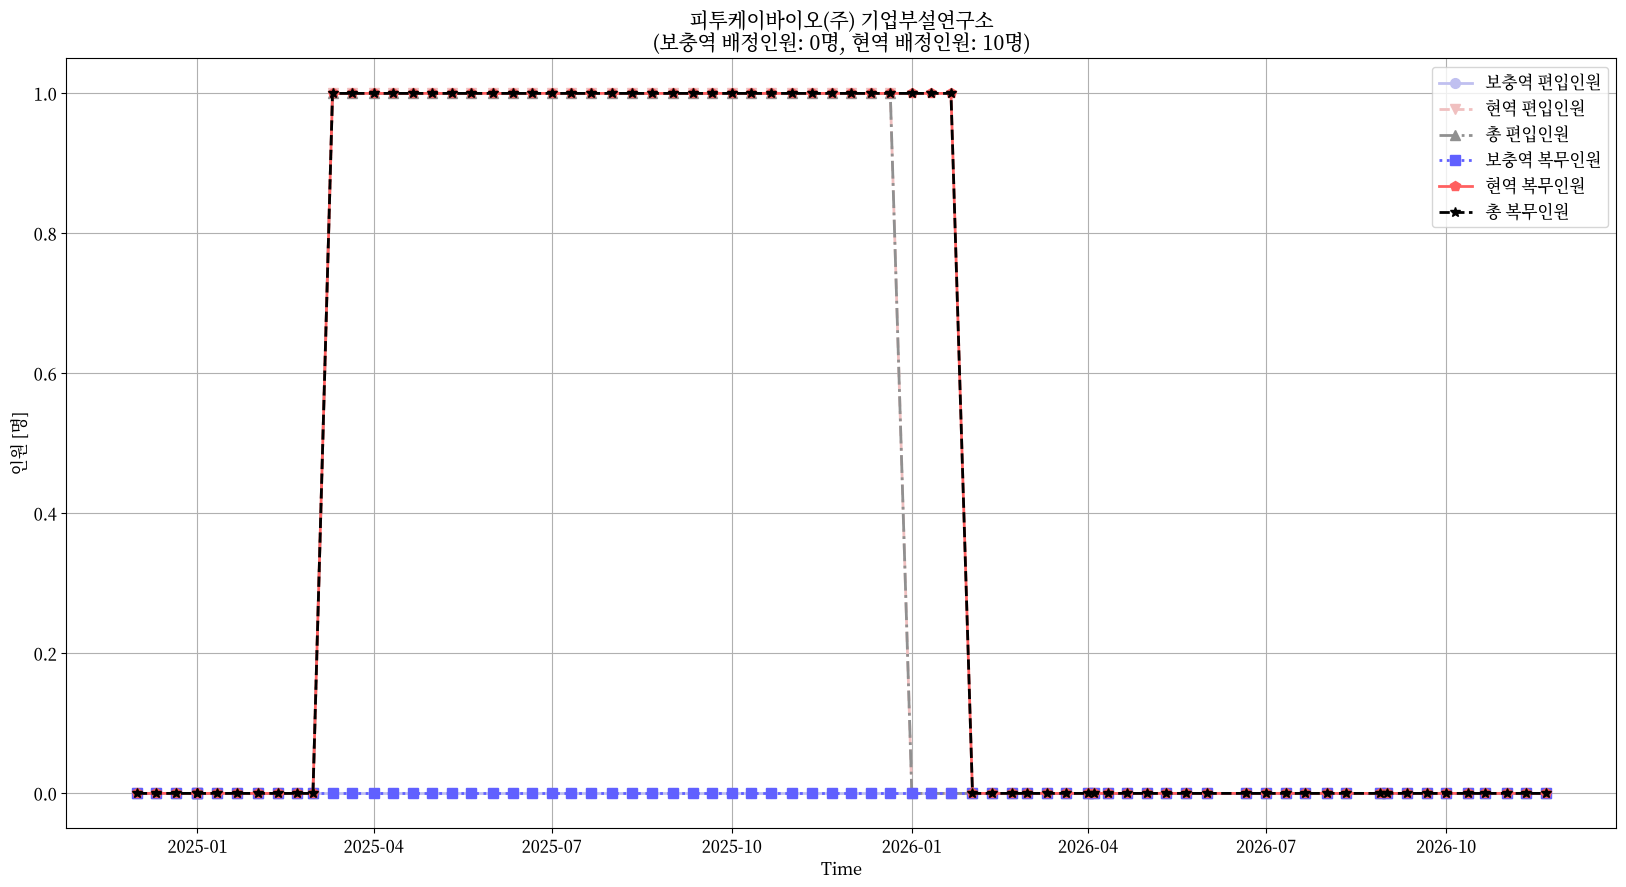 피투케이바이오(주) 기업부설연구소
(보충역 배정인원: 0명, 현역 배정인원: 10명)
보충역 편입인원
현역 편입인원
총 편입인원
보충역 복무인원
현역 복무인원
총 복무인원
인원 [명]
1.0
0.8
0.6
0.4
0.2
0.0
2025-01
2025-04
2025-07
2025-10
2026-01
2026-04
2026-07
2026-10
Time